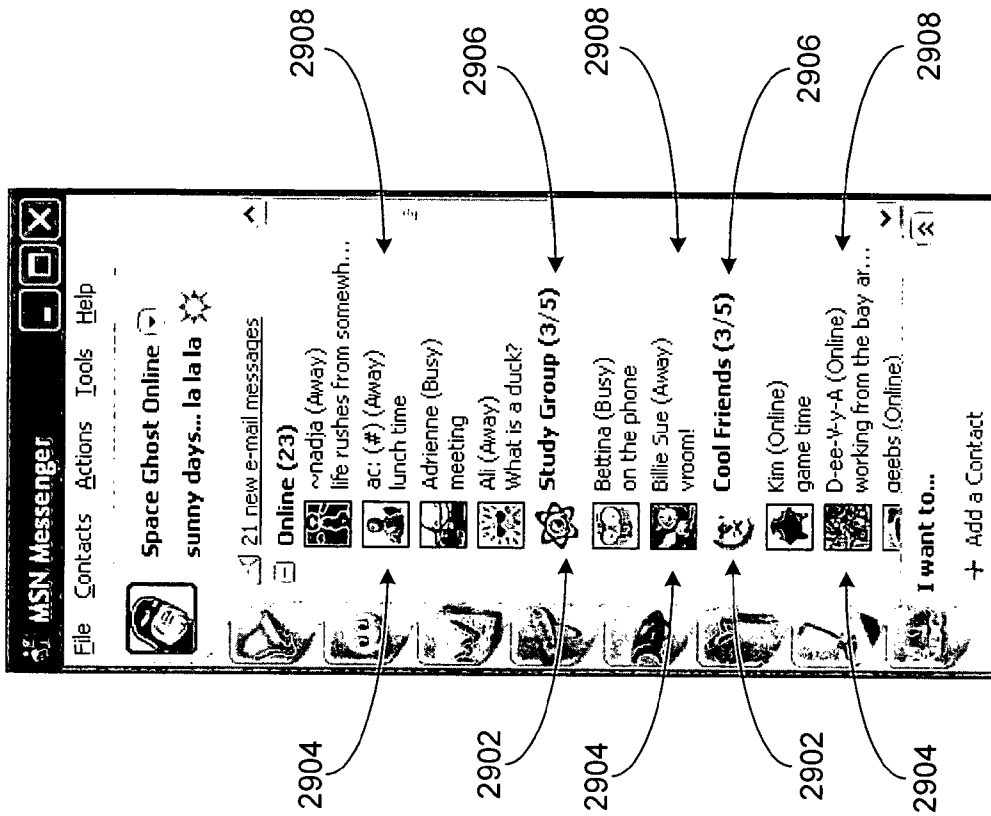 MSN Messenger
File Contacts Actions Tools Help
Space Ghost Online
sunny days... la la la
21 new e-mail messages
Online (23)
~nadja (Away)
life rushes from somewh...
ac: (#) (Away)
lunch time
Adrienne (Busy)
meeting
Ali (Away)
What is a duck?
Study Group (3/5)
Bettina (Busy)
on the phone
Billie Sue (Away)
vroom!
Cool Friends (3/5)
Kim (Online)
game time
D-ee-V-y-A (Online)
working from the bay ar...
geebs (Online)
I want to...
+ Add a Contact
2904
2902
2904
2902
2904
2908
2906
2908
2906
2908